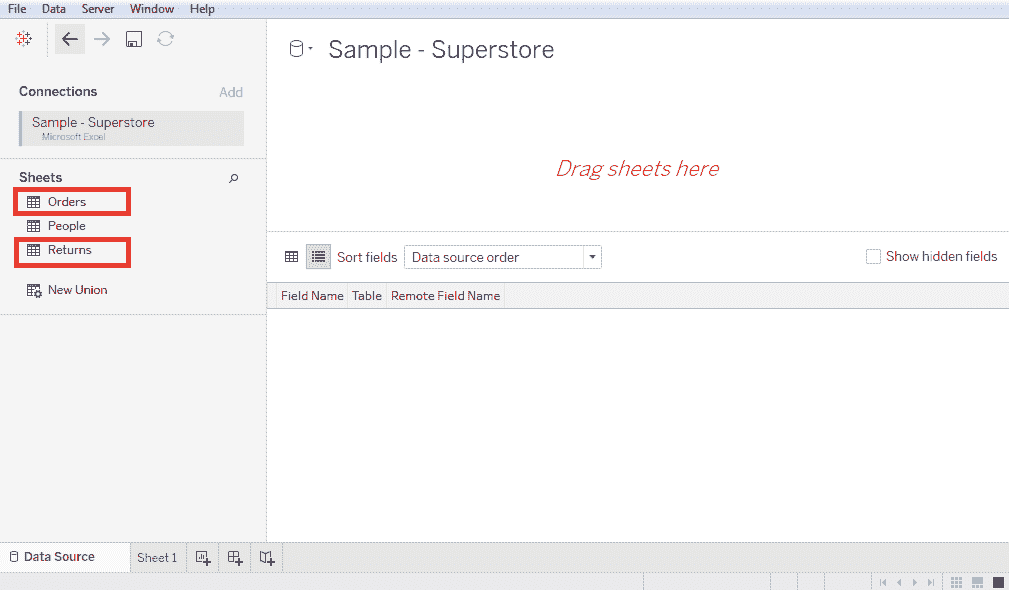 File Data Server Window Help
Sample - Superstore
Connections Add
Sample - Superstore
Microsoft Excel
Drag sheets here
Sheets
Orders
People
Returns
New Union
Sort fields Data source order Show hidden fields
Field Name Table Remote Field Name
Data Source Sheet 1